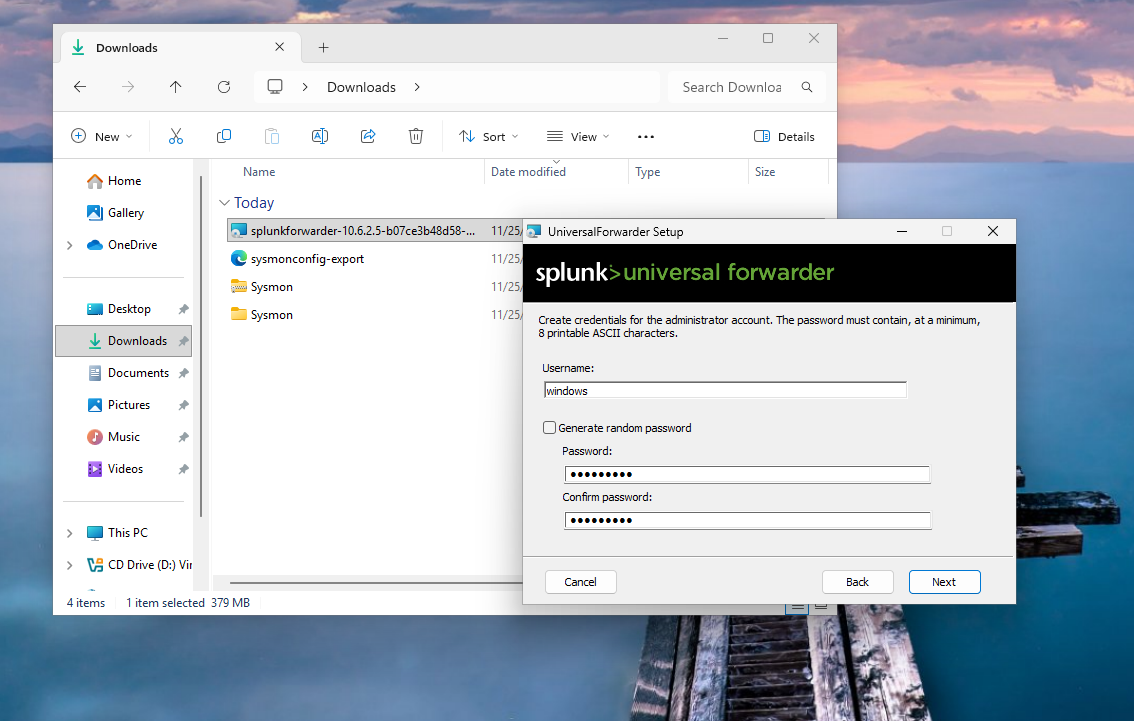 Downloads
Downloads
Search Downloa
New
Sort
View
Details
Name
Date modified
Type
Size
Home
Gallery
OneDrive
Desktop
Downloads
Documents
Pictures
Music
Videos
This PC
CD Drive (D:) Vir
Today
splunkforwarder-10.6.2.5-b07ce3b48d58-... 11/25/
sysmonconfig-export 11/25/
Sysmon 11/25/
Sysmon 11/25/
4 items 1 item selected 379 MB
UniversalForwarder Setup
splunk>universal forwarder
Create credentials for the administrator account. The password must contain, at a minimum,
8 printable ASCII characters.
Username:
windows
Generate random password
Password:
●●●●●●●●●
Confirm password:
●●●●●●●●●
Cancel
Back
Next